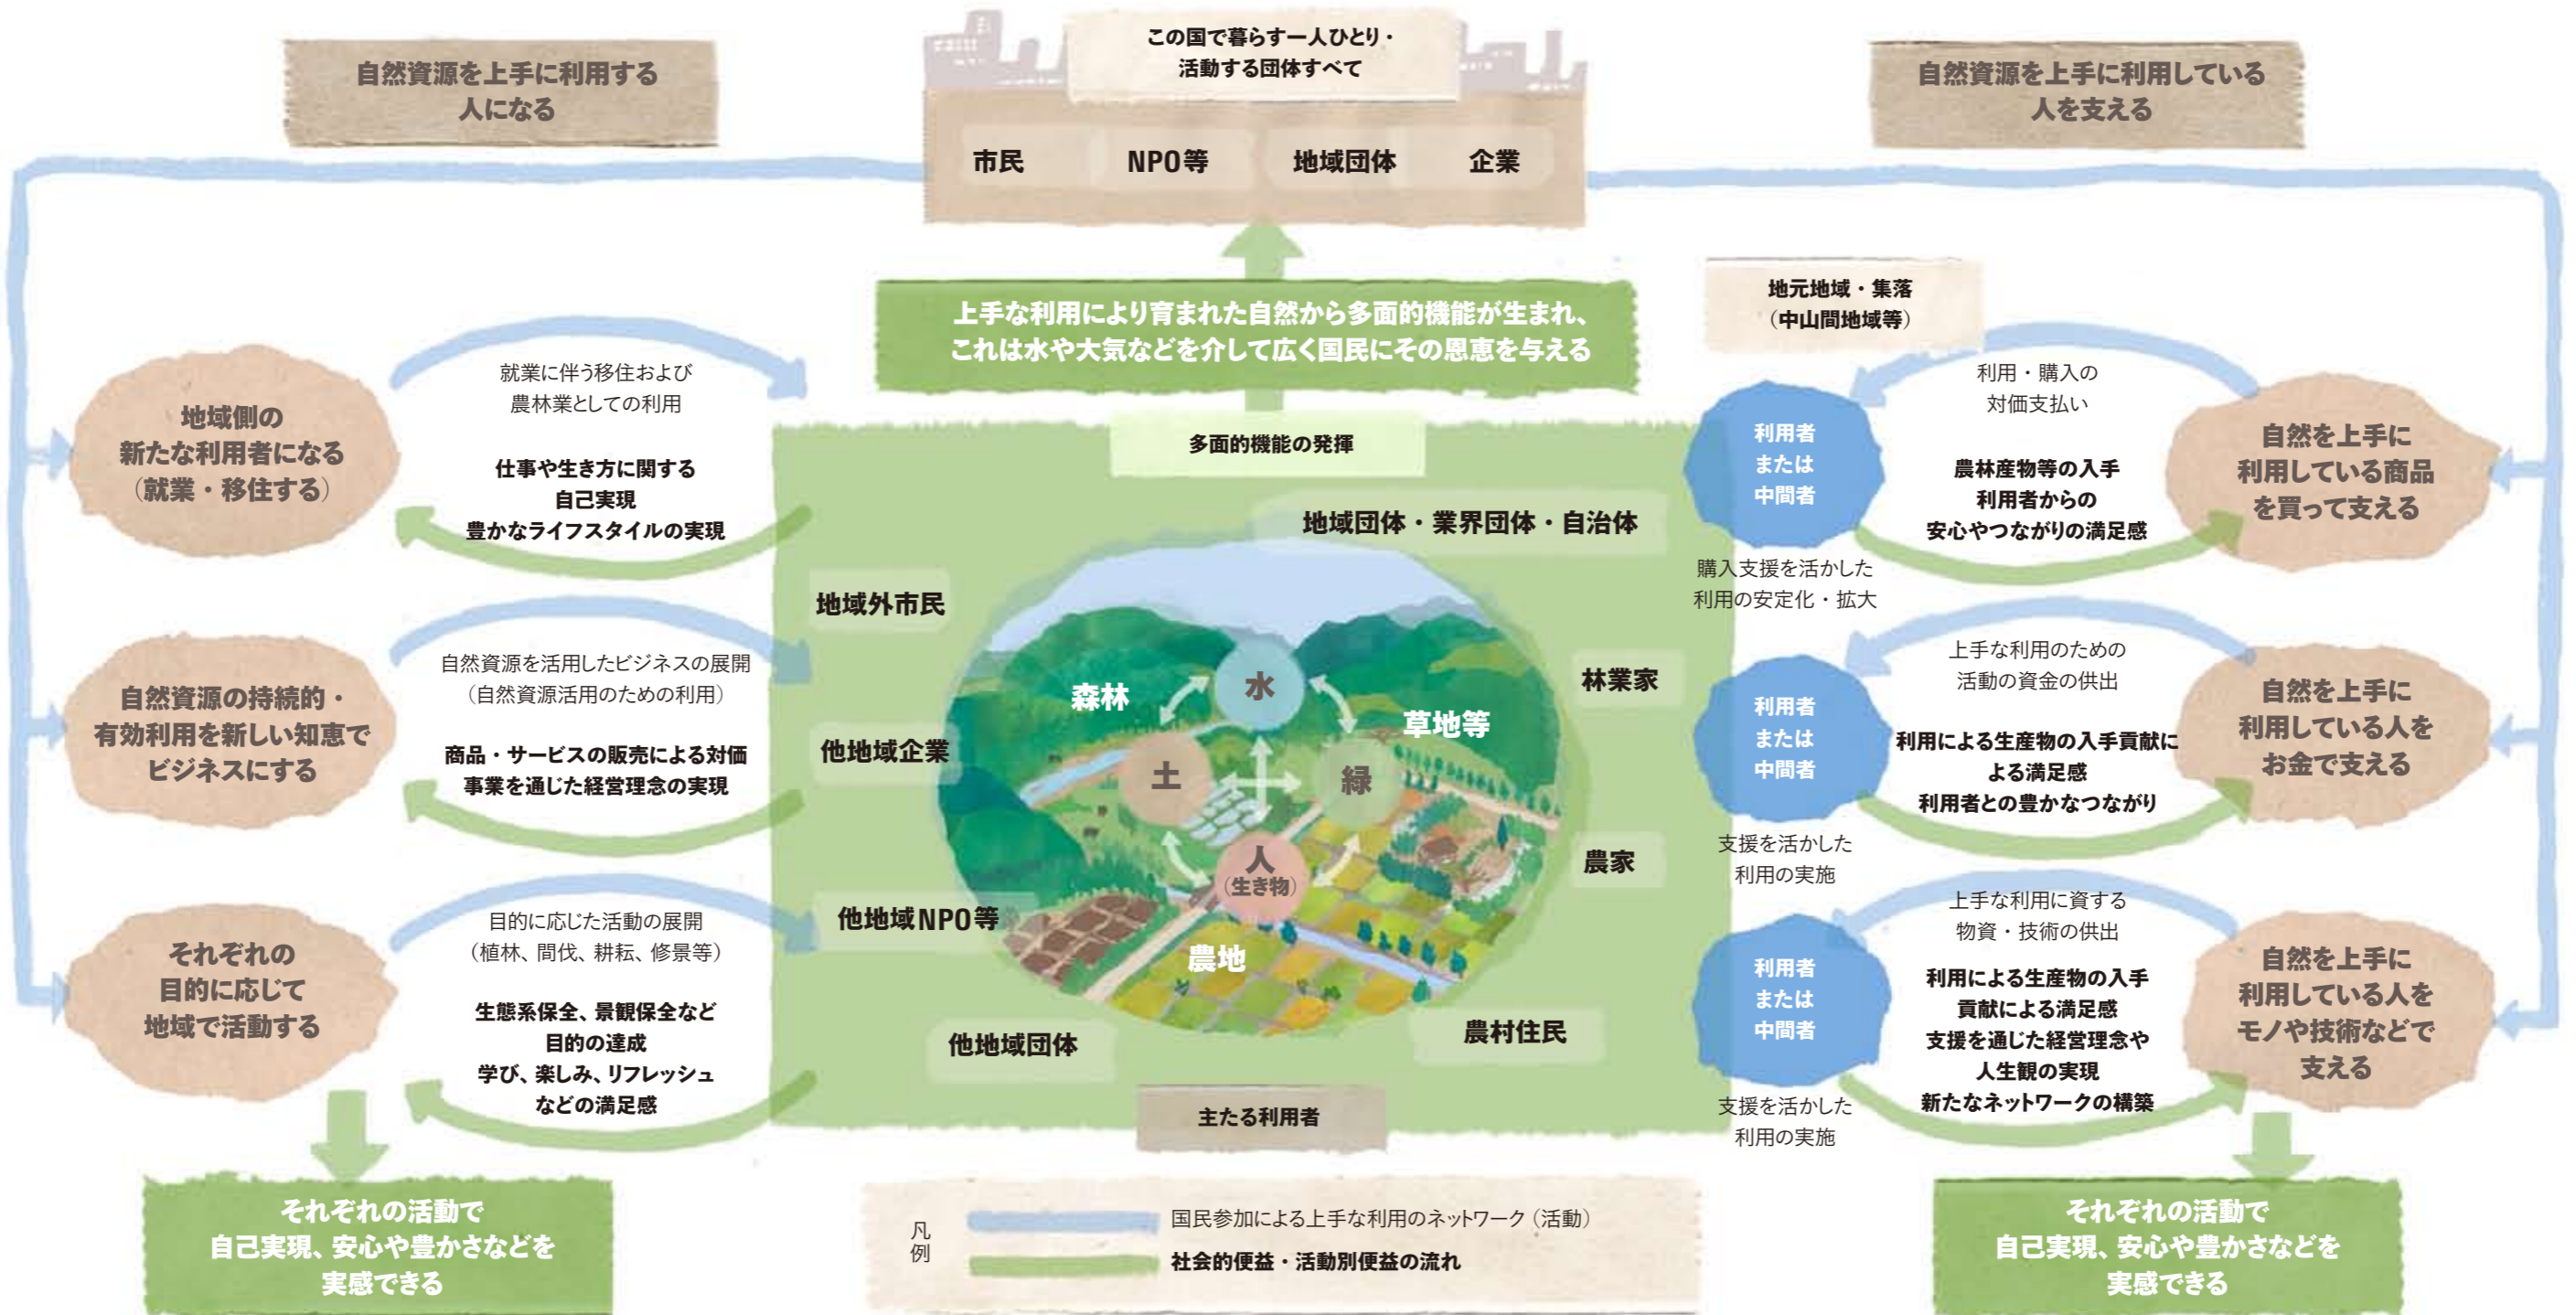 自然資源を上手に利用する
人になる
この国で暮らす一人ひとり・
活動する団体すべて
市民
NPO等
地域団体
企業
自然資源を上手に利用している
人を支える
上手な利用により育まれた自然から多面的機能が生まれ、
これは水や大気などを介して広く国民にその恩恵を与える
地域側の
新たな利用者になる
（就業・移住する）
就業に伴う移住および
農林業としての利用
仕事や生き方に関する
自己実現
豊かなライフスタイルの実現
自然資源の持続的・
有効利用を新しい知恵で
ビジネスにする
自然資源を活用したビジネスの展開
（自然資源活用のための利用）
商品・サービスの販売による対価
事業を通じた経営理念の実現
それぞれの
目的に応じて
地域で活動する
目的に応じた活動の展開
（植林、間伐、耕耘、修景等）
生態系保全、景観保全など
目的の達成
学び、楽しみ、リフレッシュ
などの満足感
それぞれの活動で
自己実現、安心や豊かさなどを
実感できる
多面的機能の発揮
地域団体・業界団体・自治体
地域外市民
他地域企業
他地域NPO等
他地域団体
林業家
農家
農村住民
森林
草地等
農地
水
土
緑
人
（生き物）
主たる利用者
地元地域・集落
（中山間地域等）
利用者
または
中間者
利用・購入の
対価支払い
農林産物等の入手
利用者からの
安心やつながりの満足感
購入支援を活かした
利用の安定化・拡大
自然を上手に
利用している商品
を買って支える
利用者
または
中間者
上手な利用のための
活動の資金の供出
利用による生産物の入手貢献に
よる満足感
利用者との豊かなつながり
支援を活かした
利用の実施
自然を上手に
利用している人を
お金で支える
利用者
または
中間者
上手な利用に資する
物資・技術の供出
利用による生産物の入手
貢献による満足感
支援を通じた経営理念や
人生観の実現
新たなネットワークの構築
支援を活かした
利用の実施
自然を上手に
利用している人を
モノや技術などで
支える
それぞれの活動で
自己実現、安心や豊かさなどを
実感できる
凡例
国民参加による上手な利用のネットワーク（活動）
社会的便益・活動別便益の流れ